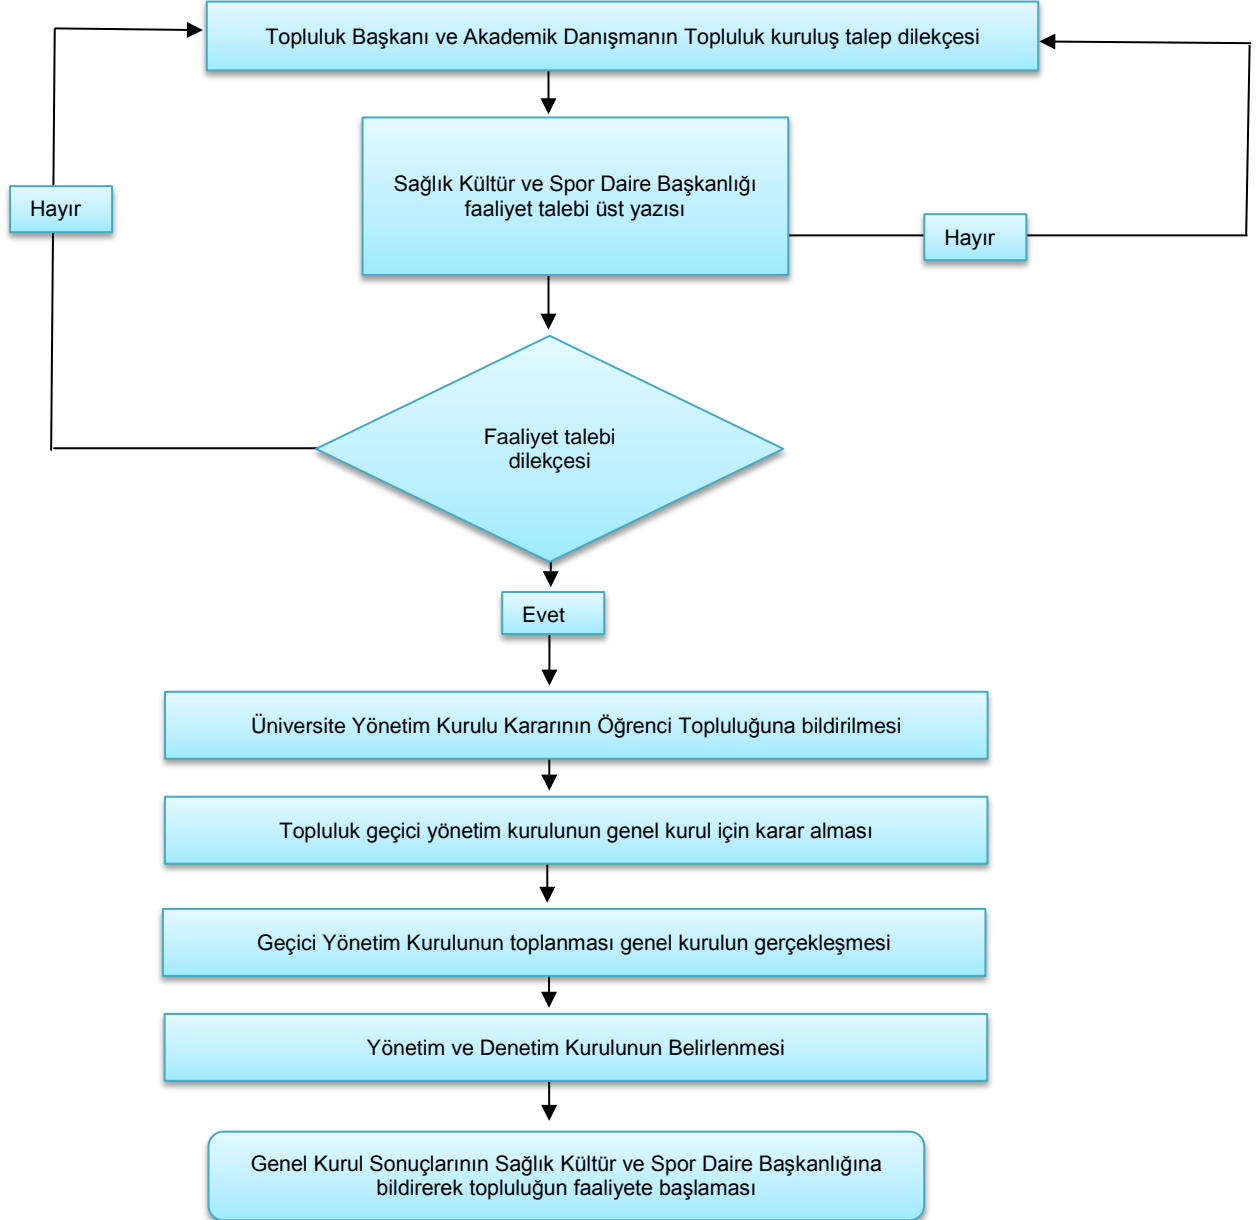 Topluluk Başkanı ve Akademik Danışmanın Topluluk kuruluş talep dilekçesi
Sağlık Kültür ve Spor Daire Başkanlığı
faaliyet talebi üst yazısı
Hayır
Hayır
Faaliyet talebi
dilekçesi
Evet
Üniversite Yönetim Kurulu Kararının Öğrenci Topluluğuna bildirilmesi
Topluluk geçici yönetim kurulunun genel kurul için karar alması
Geçici Yönetim Kurulunun toplanması genel kurulun gerçekleşmesi
Yönetim ve Denetim Kurulunun Belirlenmesi
Genel Kurul Sonuçlarının Sağlık Kültür ve Spor Daire Başkanlığına
bildirerek topluluğun faaliyete başlaması